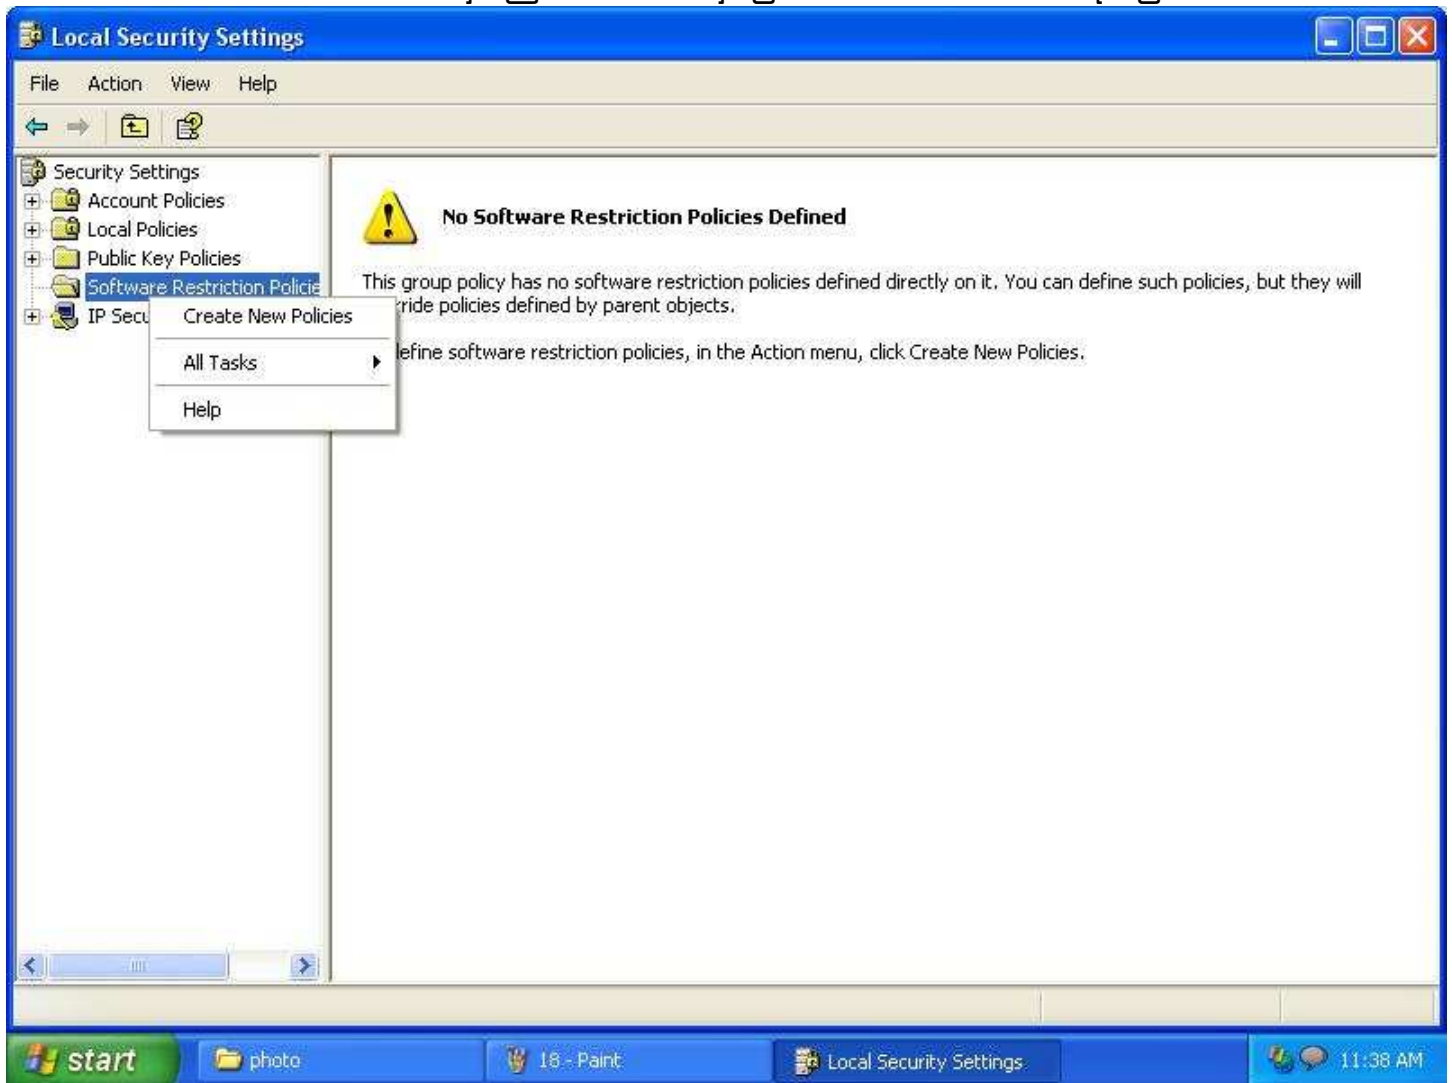 Local Security Settings
File Action View Help
Security Settings
Account Policies
Local Policies
Public Key Policies
Software Restriction Policie
IP Secu
Create New Policies
All Tasks
Help
No Software Restriction Policies Defined
This group policy has no software restriction policies defined directly on it. You can define such policies, but they will
ride policies defined by parent objects.
efine software restriction policies, in the Action menu, click Create New Policies.
start photo 18 - Paint Local Security Settings 11:38 AM